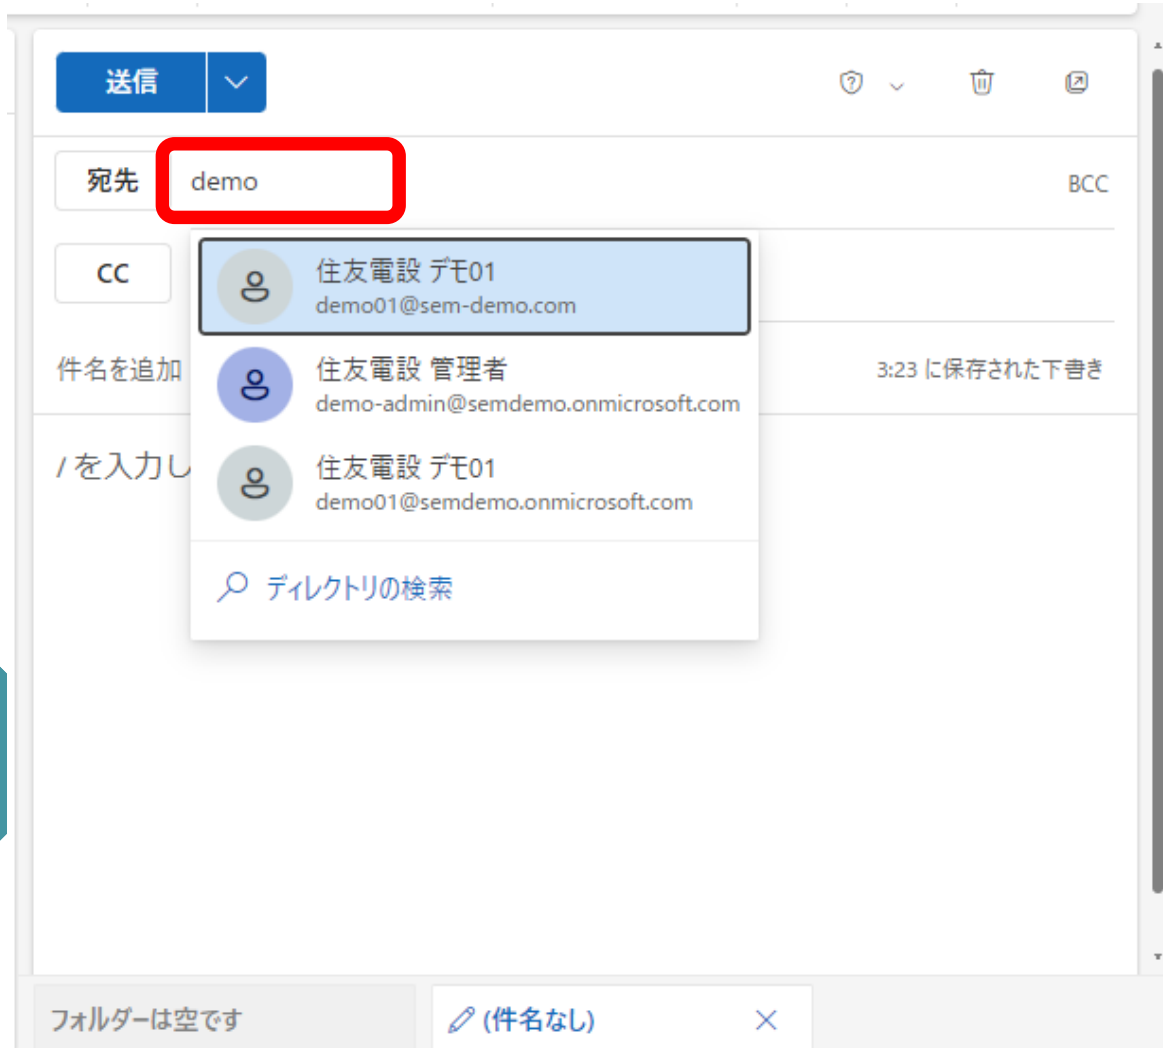 送信
宛先 demo BCC
CC
住友電設 デモ01
demo01@sem-demo.com
件名を追加
3:23 に保存された下書き
住友電設 管理者
demo-admin@semdemo.onmicrosoft.com
/ を入力し
住友電設 デモ01
demo01@semdemo.onmicrosoft.com
ディレクトリの検索
フォルダーは空です
(件名なし)